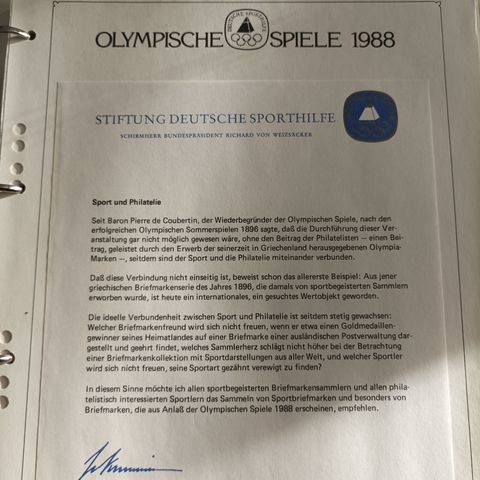 OLYMPISCHE SPIELE 1988
DEUTSCHE SPORTHILFE
STIFTUNG DEUTSCHE SPORTHILFE
SCHIRMHERR BUNDESPRÄSIDENT RICHARD VON WEIZSÄCKER
Sport und Philatelie
Seit Baron Pierre de Coubertin, der Wiederbegründer der Olympischen Spiele, nach den
erfolgreichen Olympischen Sommerspielen 1896 sagte, daß die Durchführung dieser Ver-
anstaltung gar nicht möglich gewesen wäre, ohne den Beitrag der Philatelisten – einen Bei-
trag, geleistet durch den Erwerb der seinerzeit in Griechenland herausgegebenen Olympia-
Marken –, seitdem sind der Sport und die Philatelie miteinander verbunden.
Daß diese Verbindung nicht einseitig ist, beweist schon das allererste Beispiel: Aus jener
griechischen Briefmarkenserie des Jahres 1896, die damals von sportbegeisterten Sammlern
erworben wurde, ist heute ein internationales, ein gesuchtes Wertobjekt geworden.
Die ideelle Verbundenheit zwischen Sport und Philatelie ist seitdem stetig gewachsen:
Welcher Briefmarkenfreund wird sich nicht freuen, wenn er etwa einen Goldmedaillen-
gewinner seines Heimatlandes auf einer Briefmarke einer ausländischen Postverwaltung dar-
gestellt und geehrt findet, welches Sammlerherz schlägt nicht höher bei der Betrachtung
einer Briefmarkenkollektion mit Sportdarstellungen aus aller Welt, und welcher Sportler
wird sich nicht freuen, seine Sportart gezähnt verewigt zu finden?
In diesem Sinne möchte ich allen sportbegeisterten Briefmarkensammlern und allen phila-
telistisch interessierten Sportlern das Sammeln von Sportbriefmarken und besonders von
Briefmarken, die aus Anlaß der Olympischen Spiele 1988 erscheinen, empfehlen.